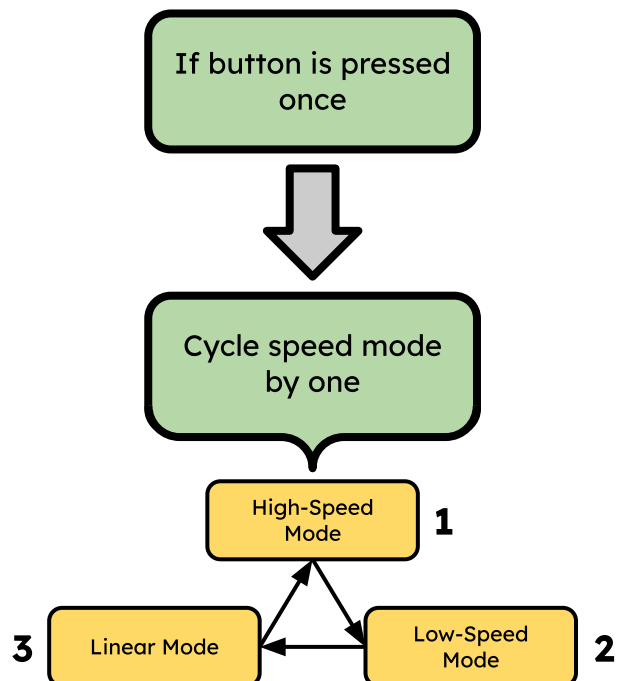 If button is pressed
once
Cycle speed mode
by one
High-Speed
Mode
1
3
Linear Mode
Low-Speed
Mode
2